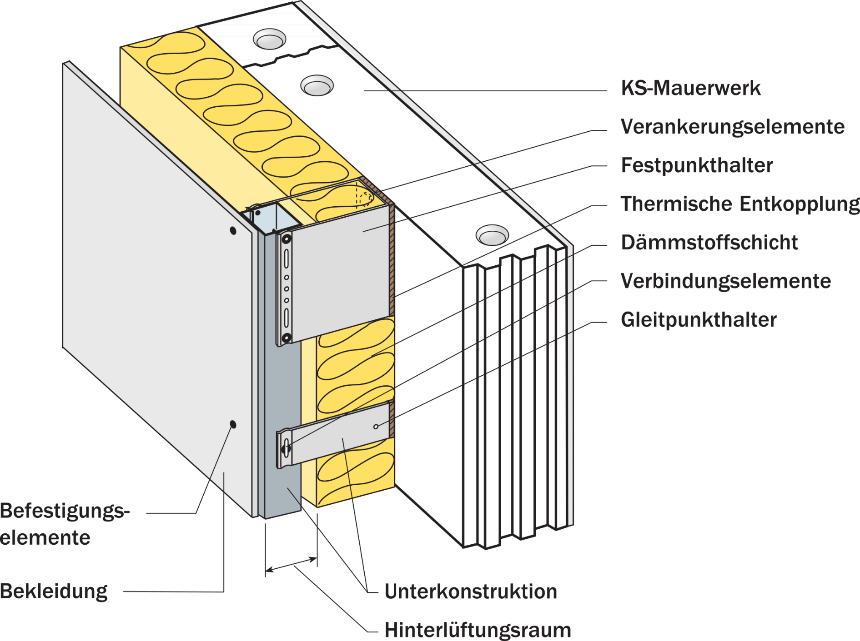 KS-Mauerwerk
Verankerungselemente
Festpunkthalter
Thermische Entkopplung
Dämmstoffschicht
Verbindungselemente
Gleitpunkthalter
Befestigungs-
elemente
Bekleidung
Unterkonstruktion
Hinterlüftungsraum